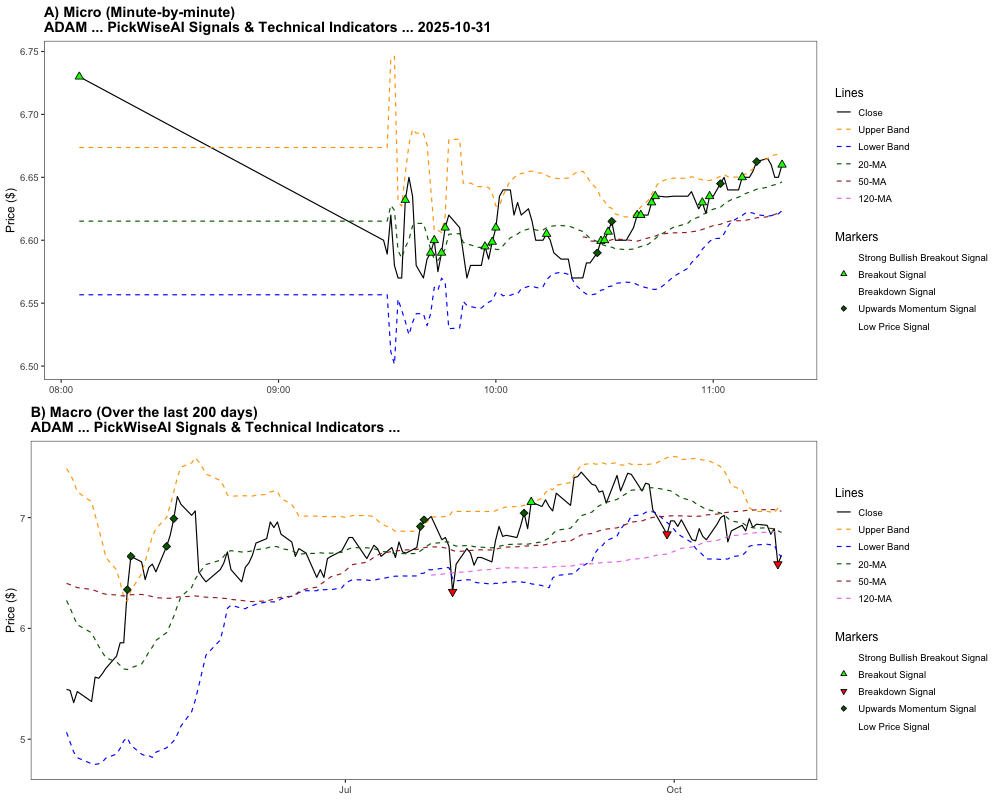 A) Micro (Minute-by-minute)
ADAM ... PickWiseAI Signals & Technical Indicators ... 2025-10-31
6.75
6.70
6.65
6.60
6.55
6.50
Price ($)
08:00
09:00
10:00
11:00
Lines
Close
Upper Band
Lower Band
20-MA
50-MA
120-MA
Markers
Strong Bullish Breakout Signal
Breakout Signal
Breakdown Signal
Upwards Momentum Signal
Low Price Signal
B) Macro (Over the last 200 days)
ADAM ... PickWiseAI Signals & Technical Indicators ...
7
6
5
Price ($)
Jul
Oct
Lines
Close
Upper Band
Lower Band
20-MA
50-MA
120-MA
Markers
Strong Bullish Breakout Signal
Breakout Signal
Breakdown Signal
Upwards Momentum Signal
Low Price Signal